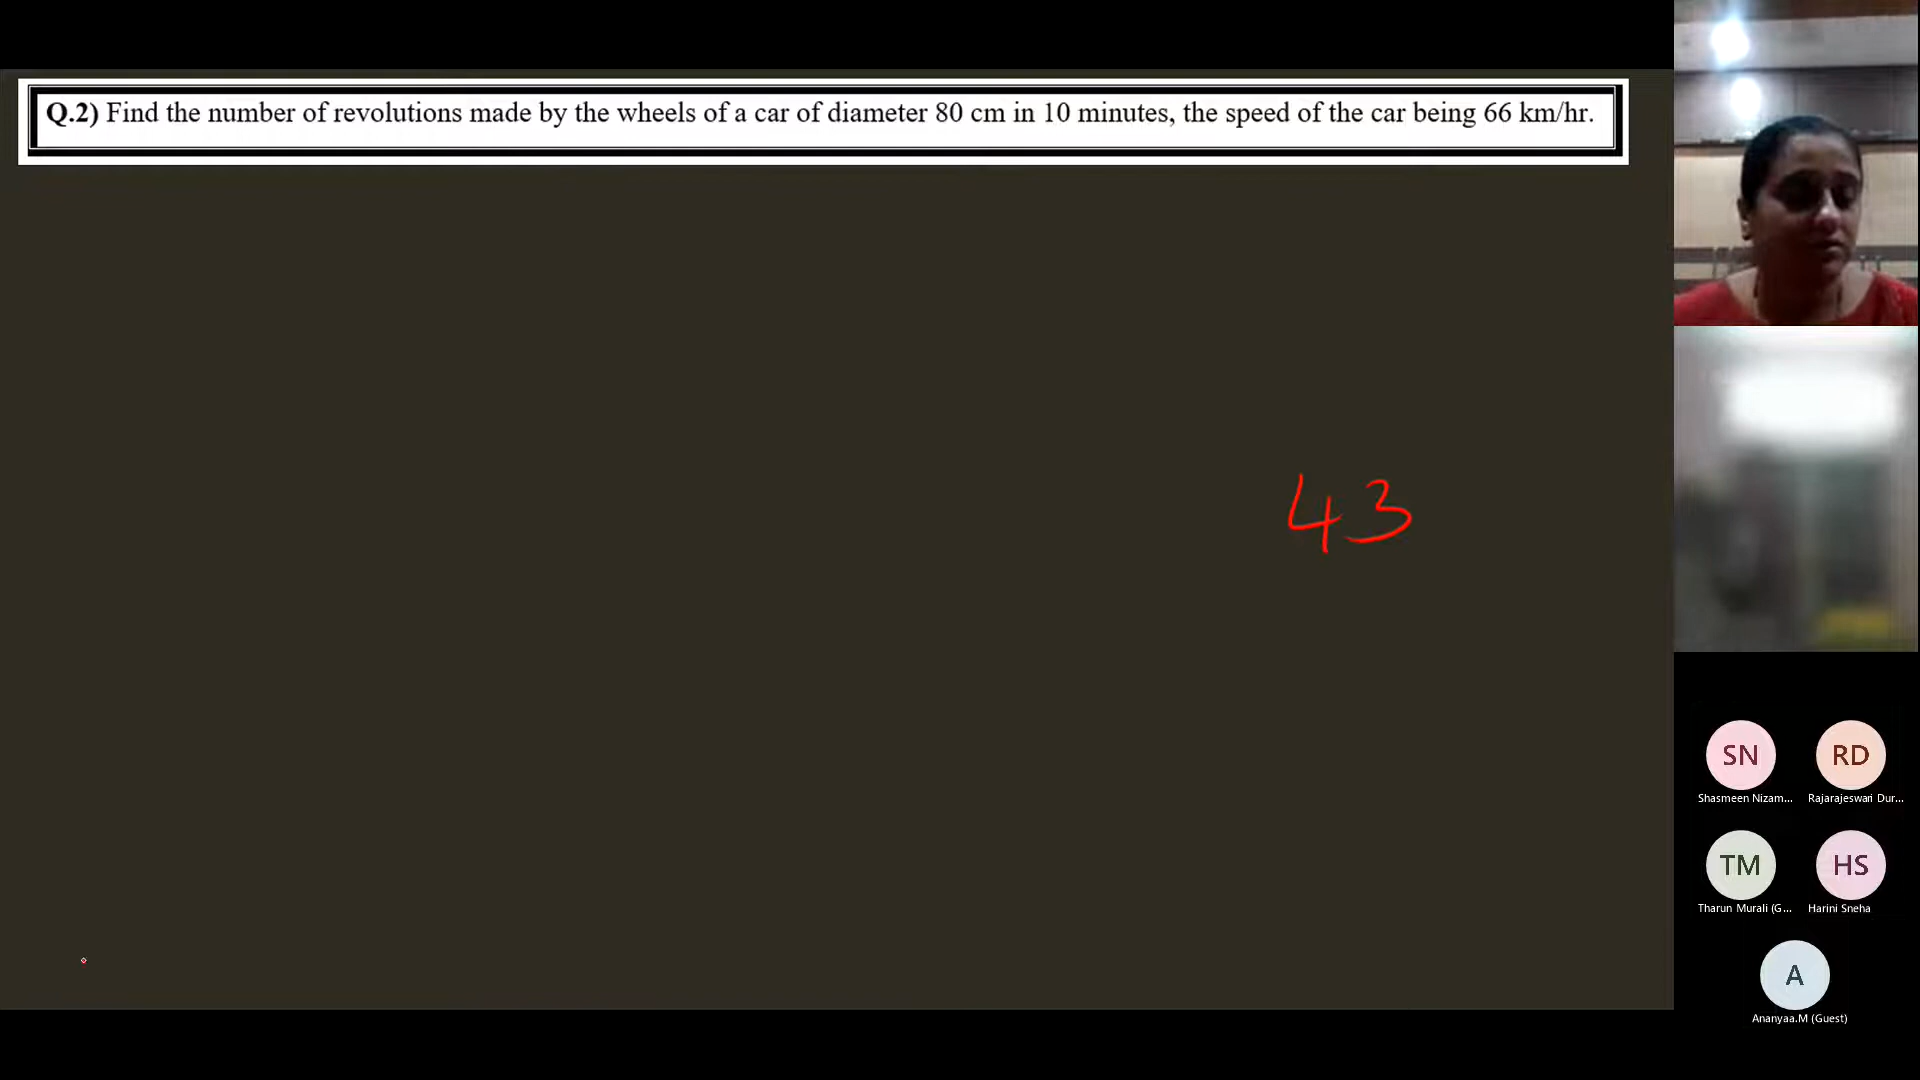 Q.2) Find the number of revolutions made by the wheels of a car of diameter 80 cm in 10 minutes, the speed of the car being 66 km/hr.
43
SN
RD
Shasmeen Nizam...
Rajarajeswari Dur...
TM
HS
Tharun Murali (G...
Harini Sneha
A
Ananyaa.M (Guest)